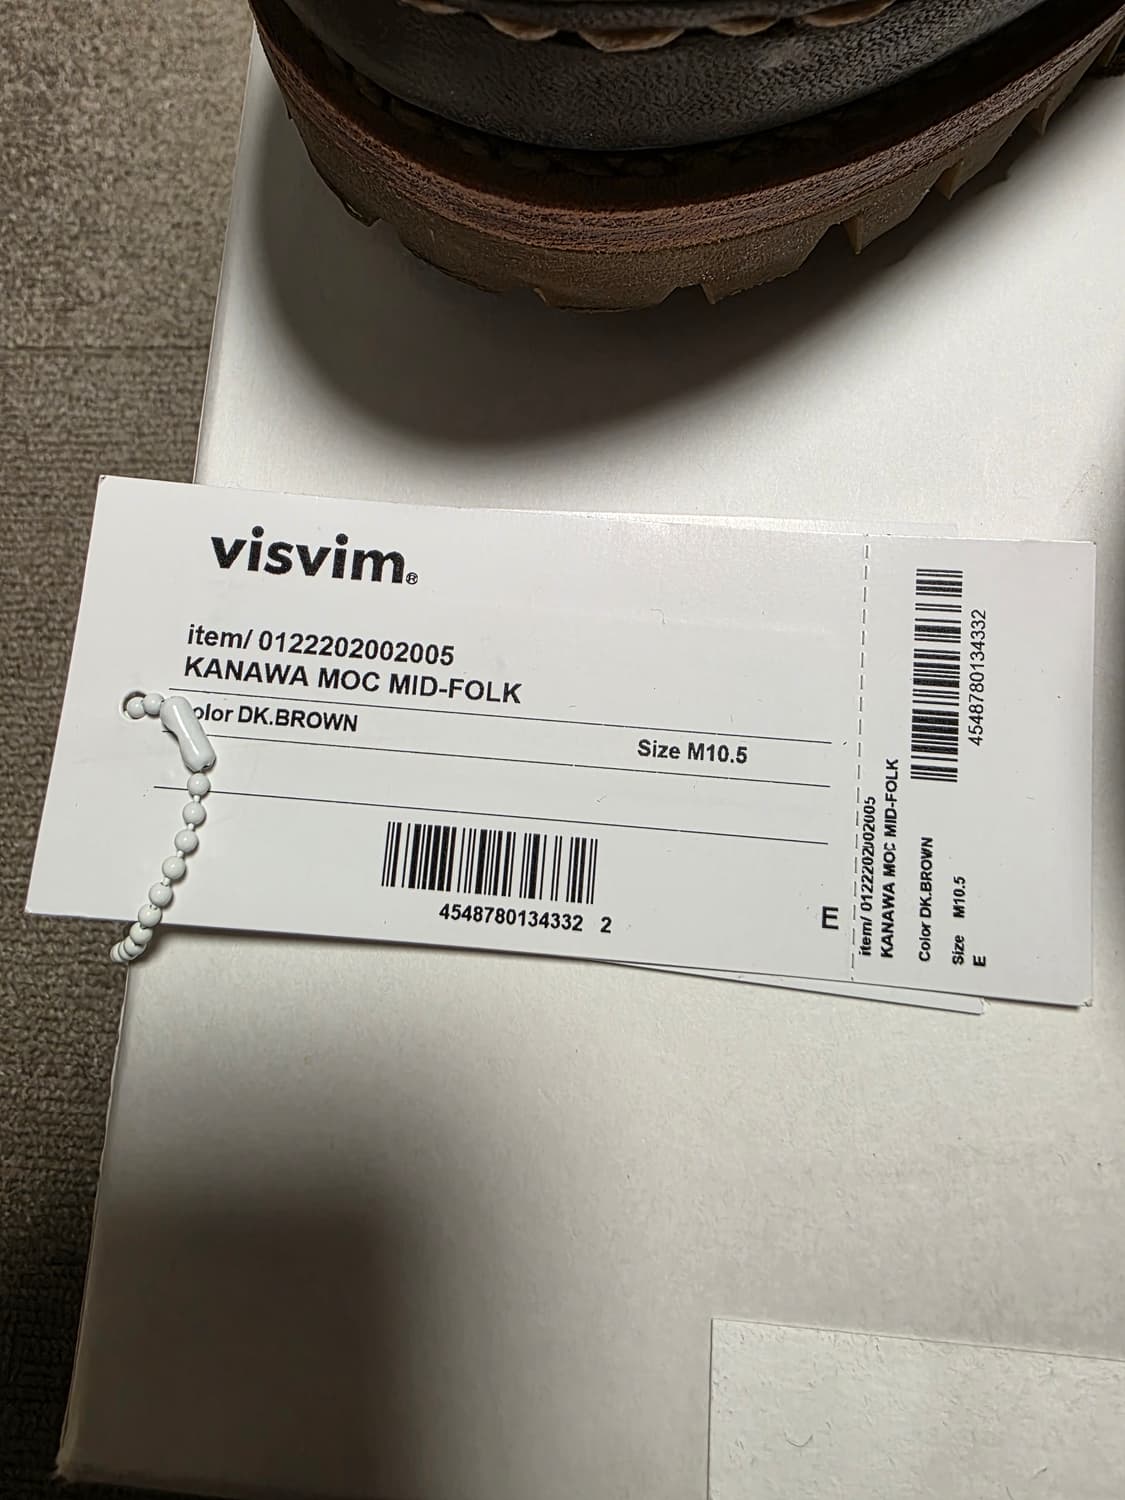 visvim®
item/ 0122202002005
KANAWA MOC MID-FOLK
olor DK.BROWN
Size M10.5
4548780134332 2
E
item/ 0122202002005
KANAWA MOC MID-FOLK
Color DK.BROWN
Size M10.5
E
4548780134332